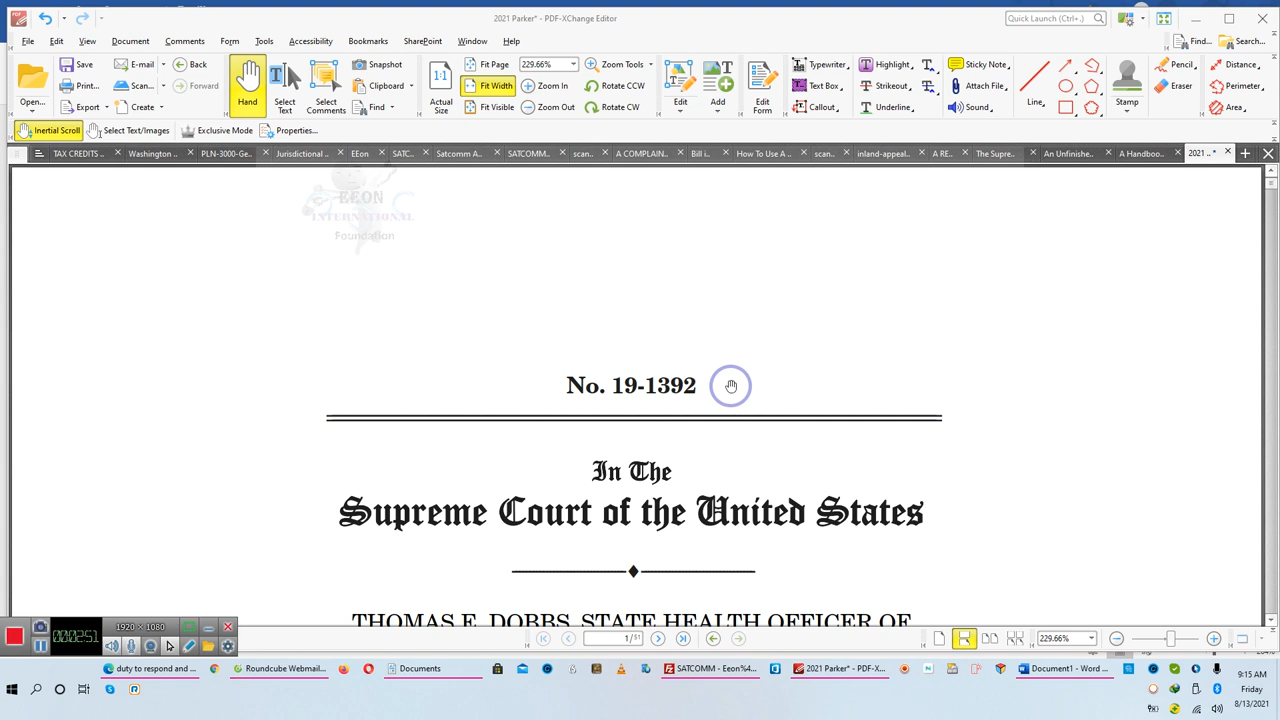 2021 Parker* - PDF-XChange Editor
Quick Launch (Ctrl+.)
File Edit View Document Comments Form Tools Accessibility Bookmarks SharePoint Window Help
Find... Search...
Open... Save Print... Export E-mail Scan... Create Back Forward
Hand Select Text Select Comments Snapshot Clipboard Find
1:1 Actual Size Fit Page Fit Width Fit Visible 229.66% Zoom In Zoom Out Zoom Tools Rotate CCW Rotate CW
Edit Add Edit Form Typewriter Text Box Callout Highlight Strikeout Underline
Sticky Note Attach File Sound Line Stamp Pencil Eraser Distance Perimeter Area
Inertial Scroll Select Text/Images Exclusive Mode Properties...
TAX CREDITS .. Washington .. PLN-3000-Ge.. Jurisdictional .. EEon SATC.. Satcomm A.. SATCOMM.. scan.. A COMPLAIN.. Bill i.. How To Use A .. scan.. inland-appeal.. A RE.. The Supre.. An Unfinishe.. A Handboo.. 2021 .. *
EEON
INTERNATIONAL
Foundation
No. 19-1392
In The
Supreme Court of the United States
THOMAS E. DOBBS, STATE HEALTH OFFICER OF
1920 × 1080
000251
1 / 51
229.66%
duty to respond and .. Roundcube Webmail.. Documents SATCOMM - Eeon%4... 2021 Parker* - PDF-X... Document1 - Word ...
9:15 AM
Friday
8/13/2021